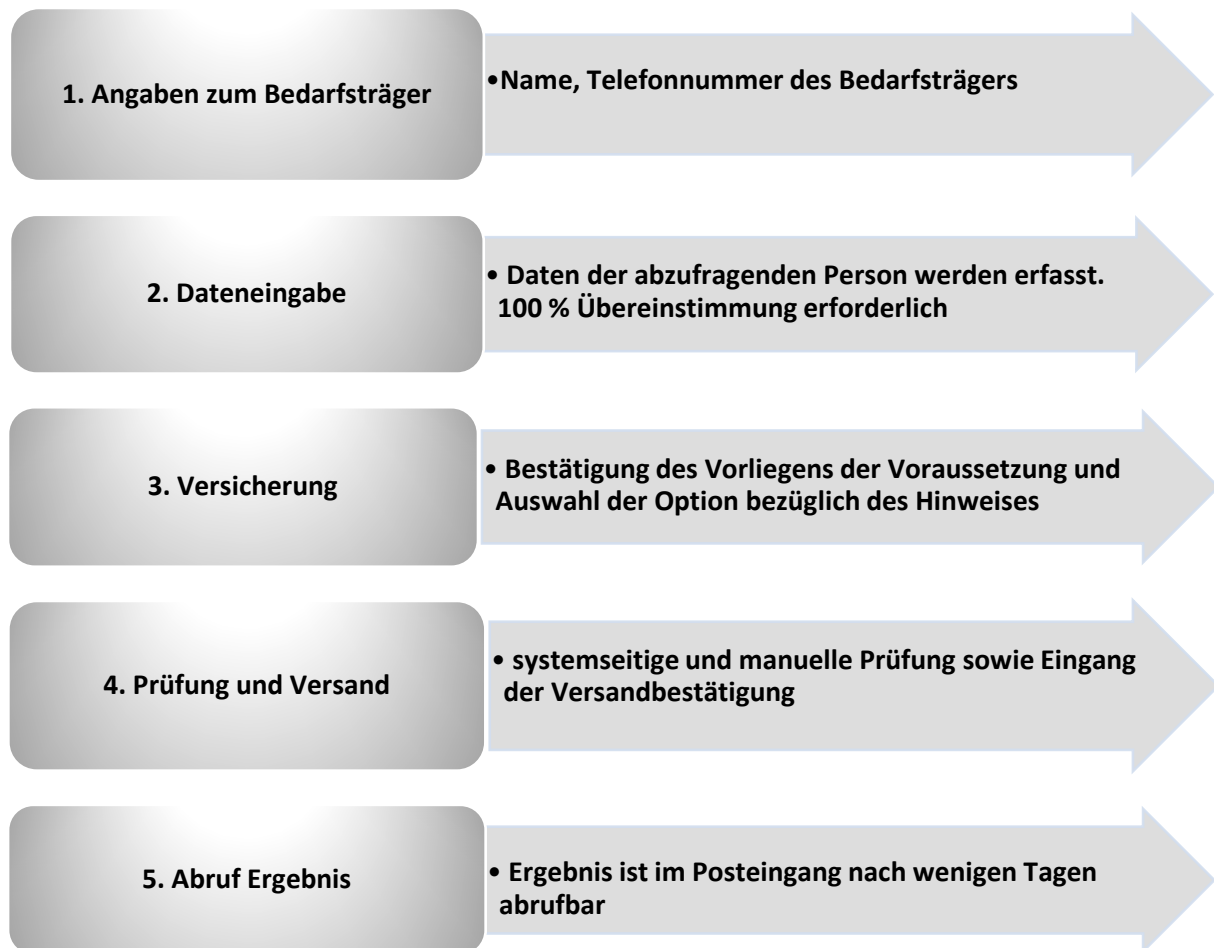 1. Angaben zum Bedarfsträger
•Name, Telefonnummer des Bedarfsträgers
2. Dateneingabe
• Daten der abzufragenden Person werden erfasst.
100 % Übereinstimmung erforderlich
3. Versicherung
• Bestätigung des Vorliegens der Voraussetzung und
Auswahl der Option bezüglich des Hinweises
4. Prüfung und Versand
• systemseitige und manuelle Prüfung sowie Eingang
der Versandbestätigung
5. Abruf Ergebnis
• Ergebnis ist im Posteingang nach wenigen Tagen
abrufbar